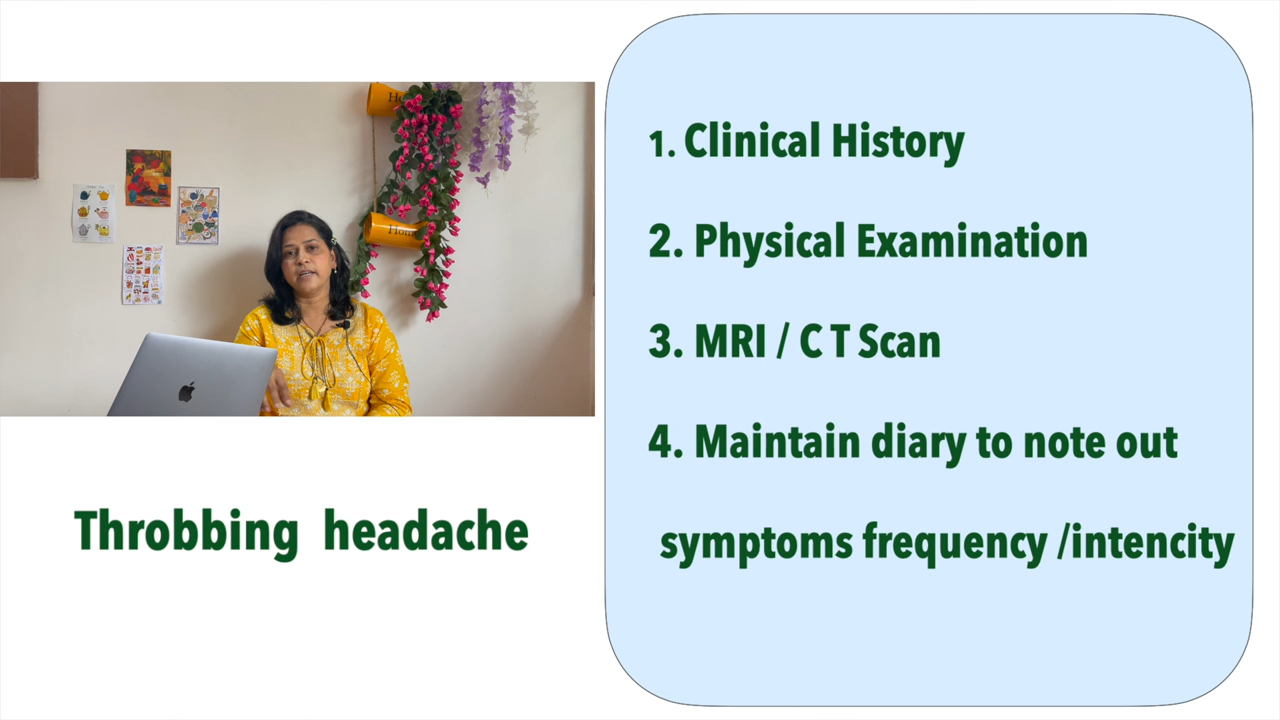 Home
1. Clinical History
2. Physical Examination
3. MRI / C T Scan
4. Maintain diary to note out
symptoms frequency /intencity
Throbbing headache